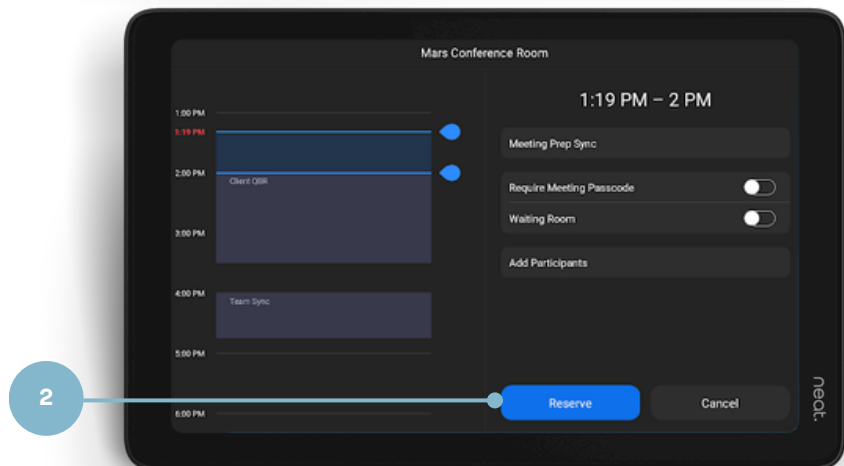 Mars Conference Room
1:00 PM
1:19 PM
2:00 PM
Client QBR
3:00 PM
4:00 PM
Team Sync
5:00 PM
6:00 PM
1:19 PM – 2 PM
Meeting Prep Sync
Require Meeting Passcode
Waiting Room
Add Participants
Reserve
Cancel
neat.
2